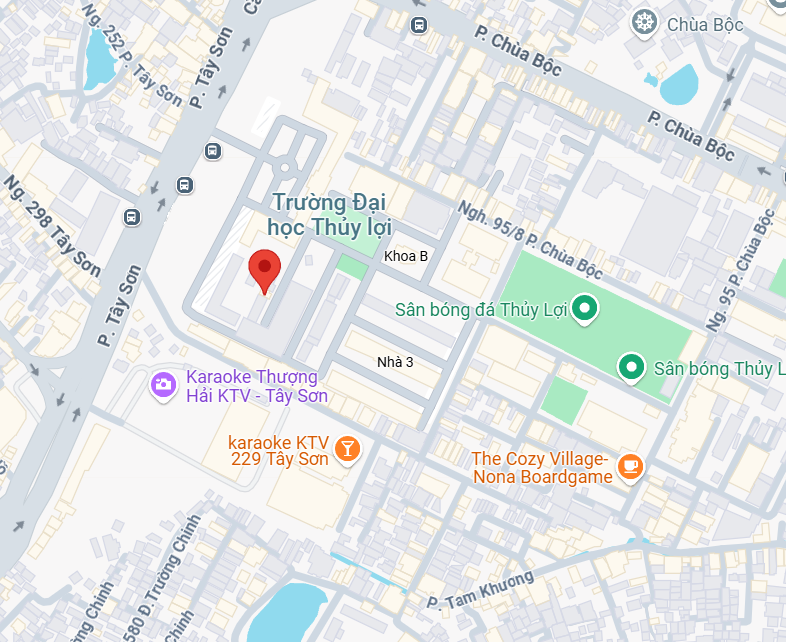 Ng. 252 P. Tây Sơn
P. Tây Sơn
P. Chùa Bộc
Chùa Bộc
P. Chùa Bộc
Ng. 298 Tây Sơn
Trường Đại
học Thủy lợi
Khoa B
Ngh. 95/8 P. Chùa Bộc
Ng. 95 P. Chùa Bộc
P. Tây Sơn
Sân bóng đá Thủy Lợi
Nhà 3
Sân bóng Thủy L
Karaoke Thượng
Hải KTV - Tây Sơn
karaoke KTV
229 Tây Sơn
The Cozy Village-
Nona Boardgame
580 Đ. Trường Chinh
P. Tam Khương
Chinh
Chinh